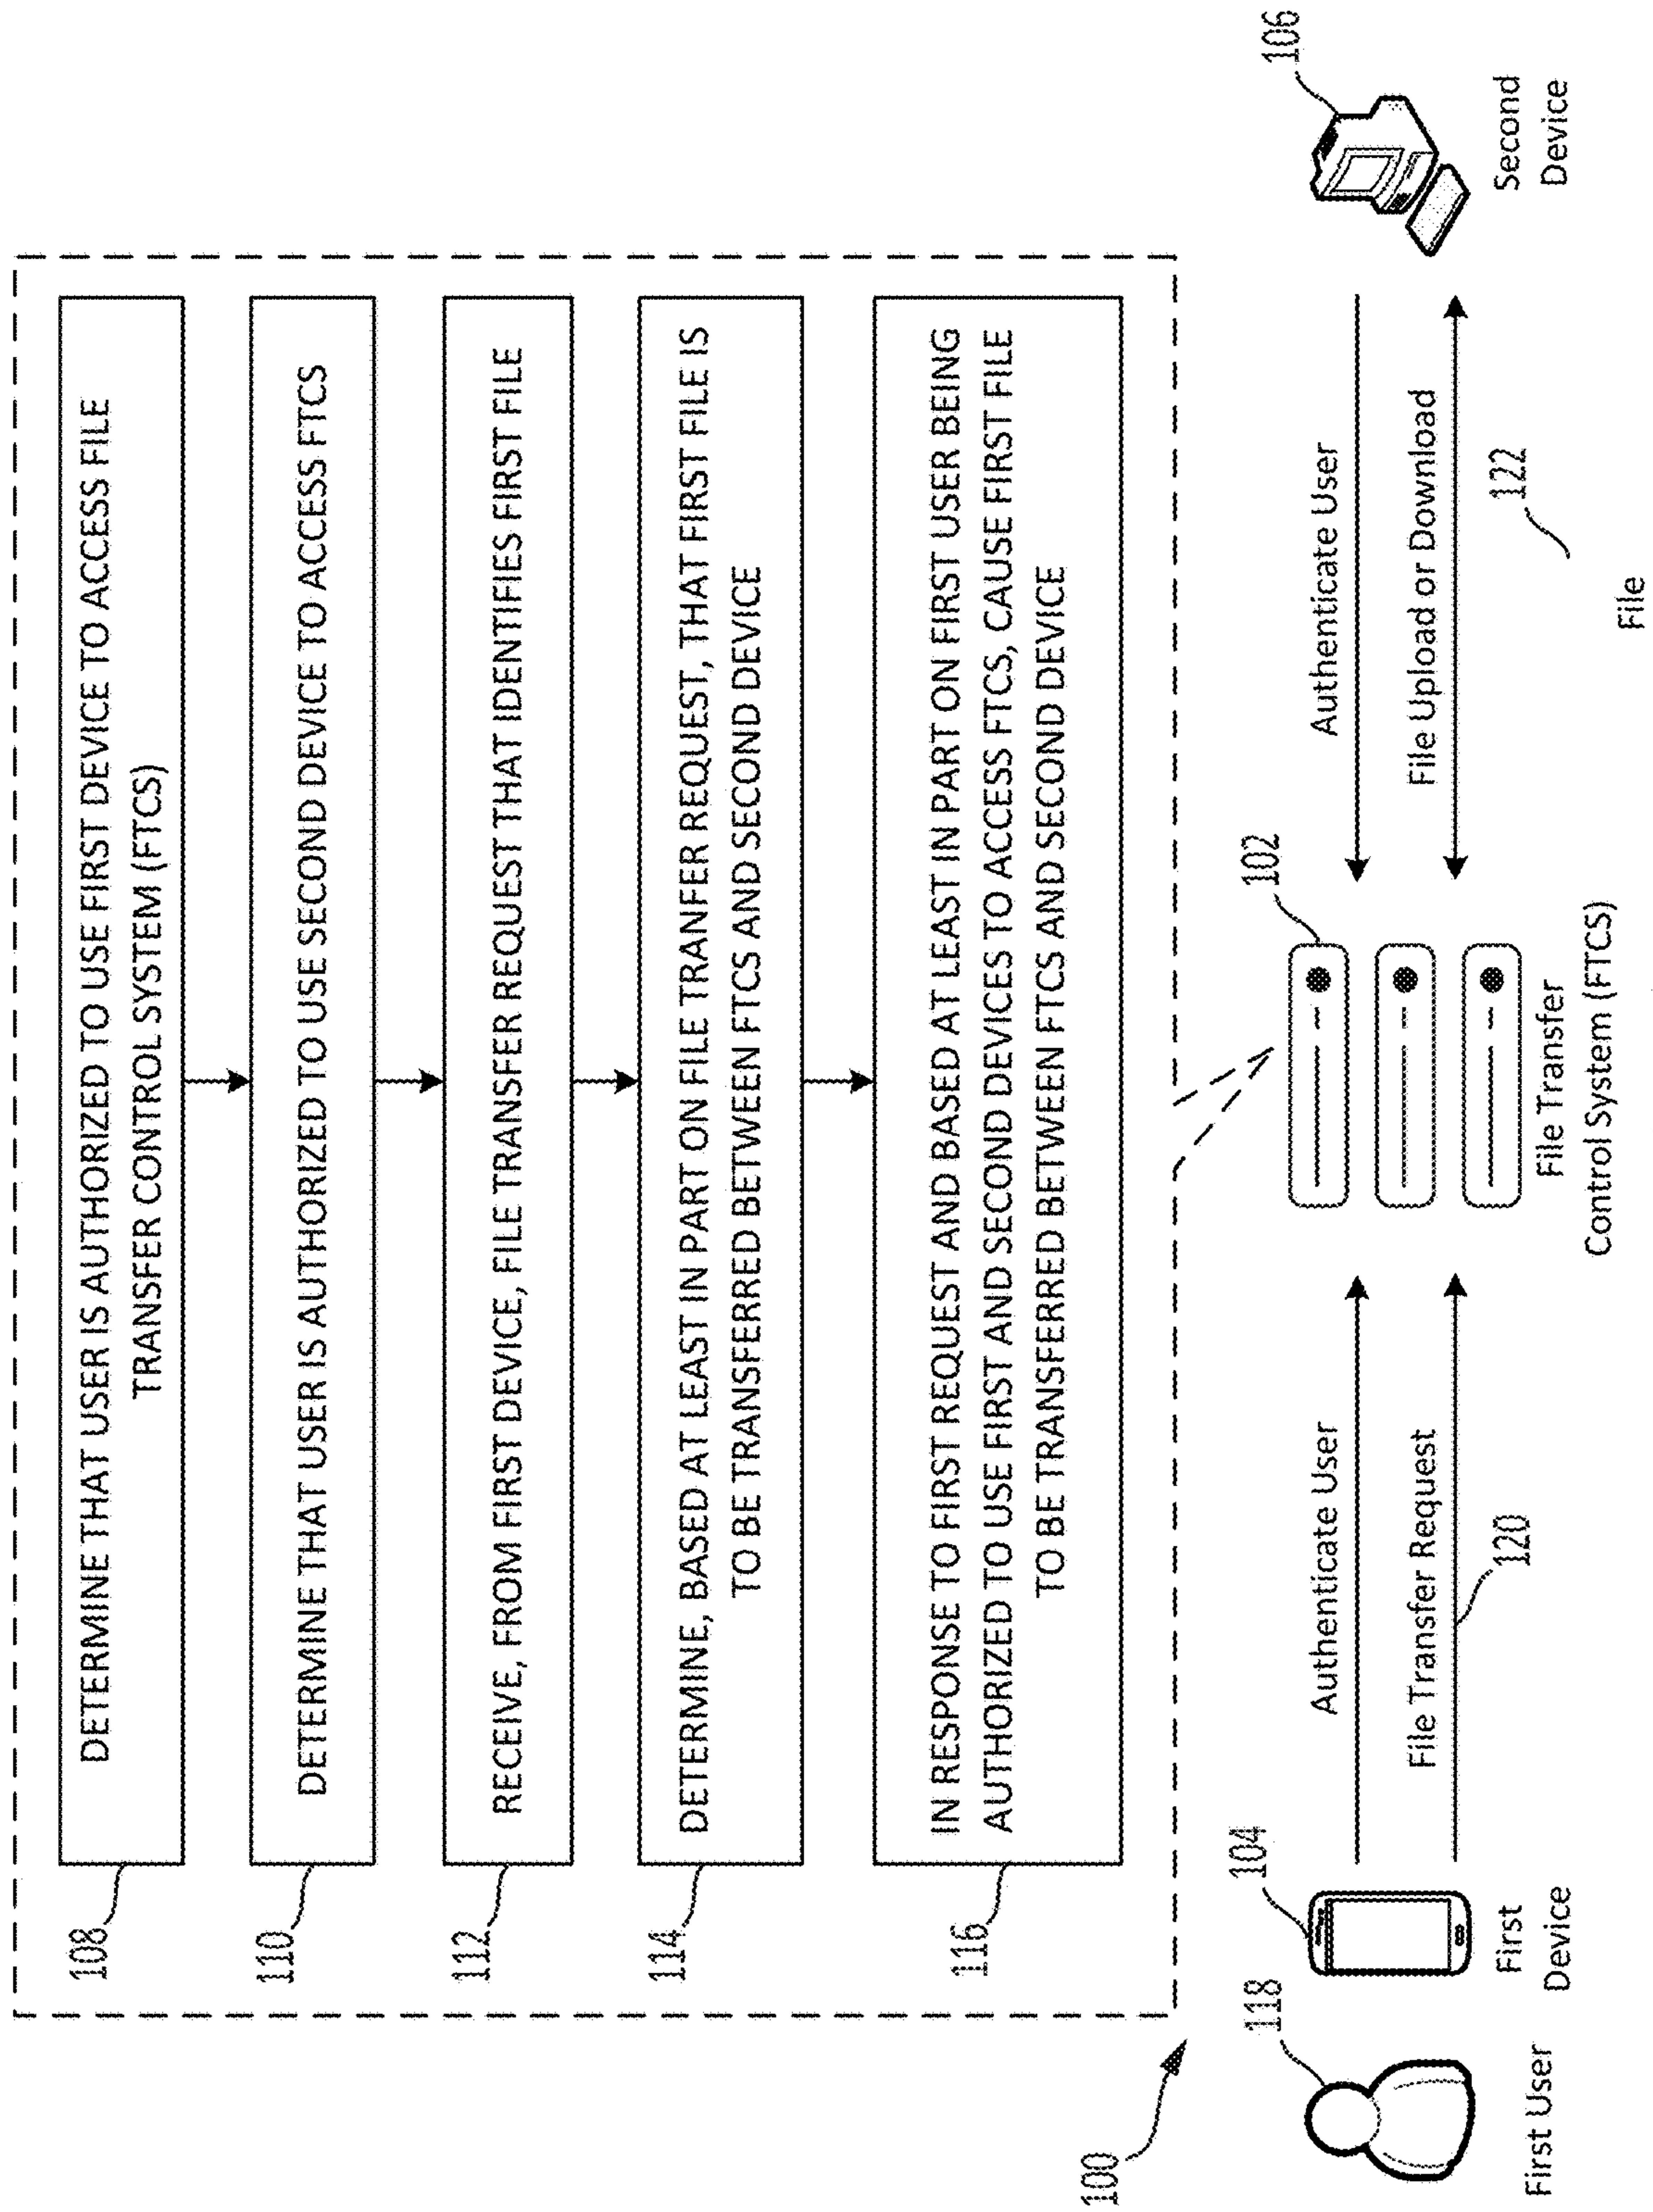 108
DETERMINE THAT USER IS AUTHORIZED TO USE FIRST DEVICE TO ACCESS FILE
TRANSFER CONTROL SYSTEM (FTCS)
110
DETERMINE THAT USER IS AUTHORIZED TO USE SECOND DEVICE TO ACCESS FTCS
112
RECEIVE, FROM FIRST DEVICE, FILE TRANSFER REQUEST THAT IDENTIFIES FIRST FILE
114
DETERMINE, BASED AT LEAST IN PART ON FILE TRANFER REQUEST, THAT FIRST FILE IS
TO BE TRANSFERRED BETWEEN FTCS AND SECOND DEVICE
116
IN RESPONSE TO FIRST REQUEST AND BASED AT LEAST IN PART ON FIRST USER BEING
AUTHORIZED TO USE FIRST AND SECOND DEVICES TO ACCESS FTCS, CAUSE FIRST FILE
TO BE TRANSFERRED BETWEEN FTCS AND SECOND DEVICE
100
118
First User
104
First
Device
Authenticate User
File Transfer Request
120
102
File Transfer
Control System (FTCS)
Authenticate User
File Upload or Download
122
File
106
Second
Device